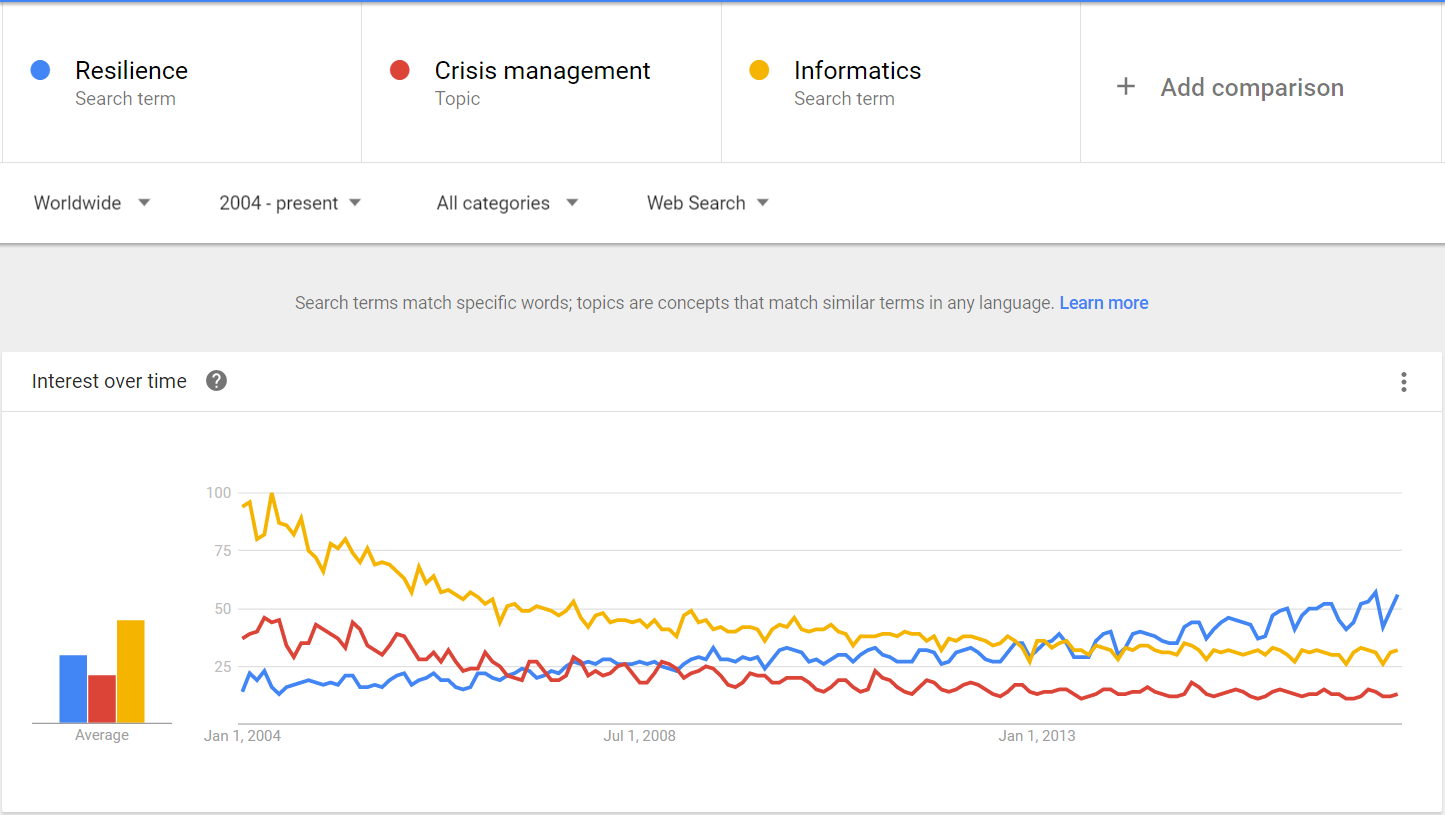 Resilience
Search term
Crisis management
Topic
Informatics
Search term
+ Add comparison
Worldwide
2004 - present
All categories
Web Search
Search terms match specific words; topics are concepts that match similar terms in any language. Learn more
Interest over time ?
100
75
50
25
Average
Jan 1, 2004
Jul 1, 2008
Jan 1, 2013